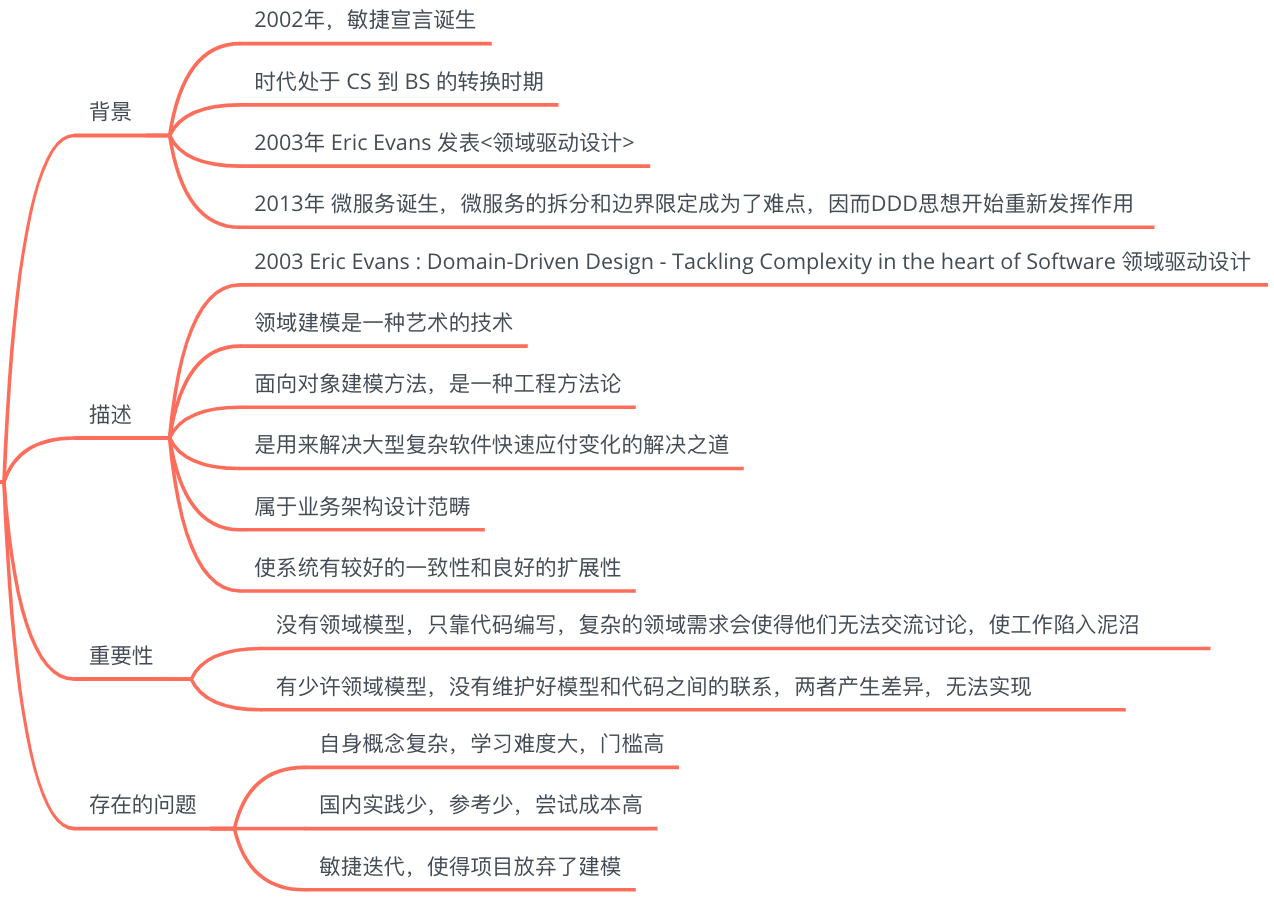 背景
2002年，敏捷宣言诞生
时代处于 CS 到 BS 的转换时期
2003年 Eric Evans 发表<领域驱动设计>
2013年 微服务诞生，微服务的拆分和边界限定成为了难点，因而DDD思想开始重新发挥作用
描述
2003 Eric Evans : Domain-Driven Design - Tackling Complexity in the heart of Software 领域驱动设计
领域建模是一种艺术的技术
面向对象建模方法，是一种工程方法论
是用来解决大型复杂软件快速应付变化的解决之道
属于业务架构设计范畴
使系统有较好的一致性和良好的扩展性
重要性
没有领域模型，只靠代码编写，复杂的领域需求会使得他们无法交流讨论，使工作陷入泥沼
有少许领域模型，没有维护好模型和代码之间的联系，两者产生差异，无法实现
存在的问题
自身概念复杂，学习难度大，门槛高
国内实践少，参考少，尝试成本高
敏捷迭代，使得项目放弃了建模